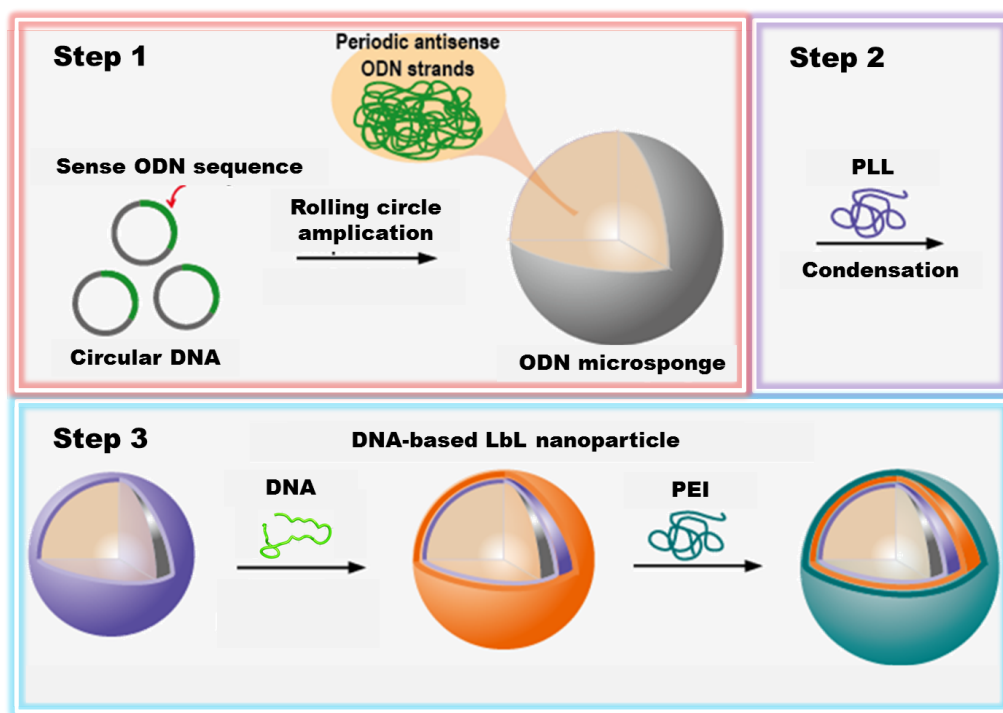 Step 1
Periodic antisense
ODN strands
Sense ODN sequence
Rolling circle
amplication
Circular DNA
ODN microsponge
Step 2
PLL
Condensation
Step 3
DNA-based LbL nanoparticle
DNA
PEI